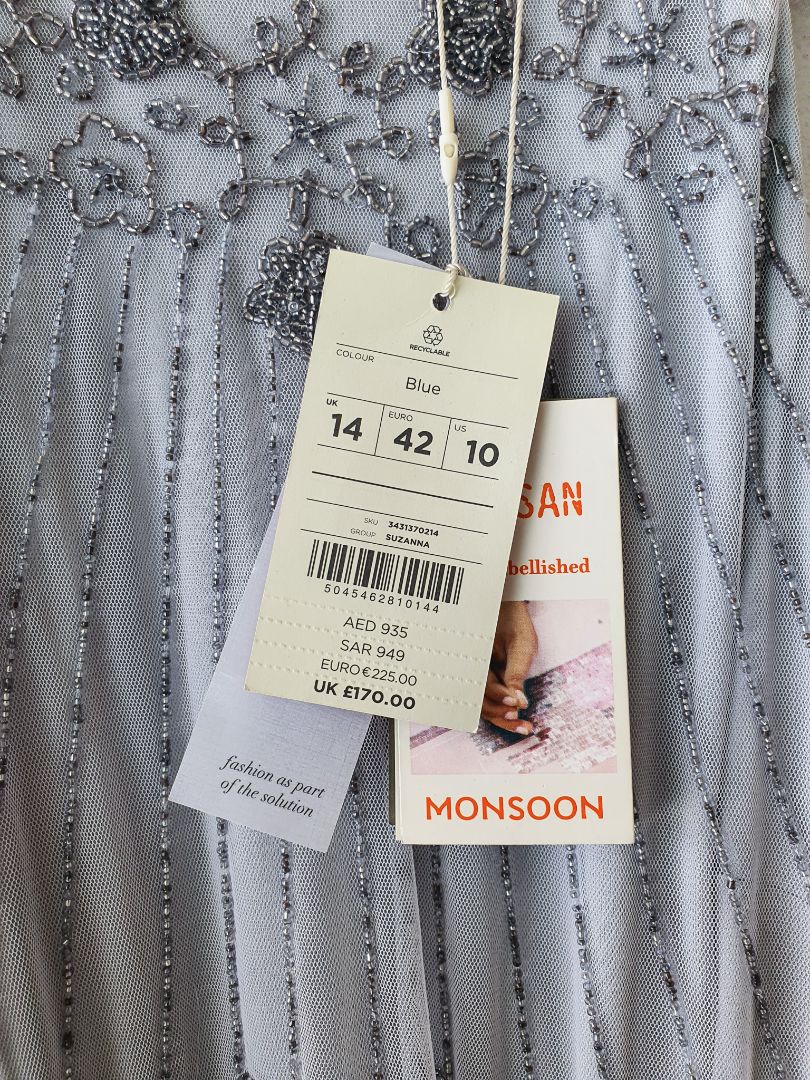 RECYCLABLE
COLOUR
Blue
UK EURO US
14 42 10
SKU 3431370214
GROUP SUZANNA
5045462810144
AED 935
SAR 949
EURO €225.00
UK £170.00
SAN
bellished
MONSOON
fashion as part
of the solution